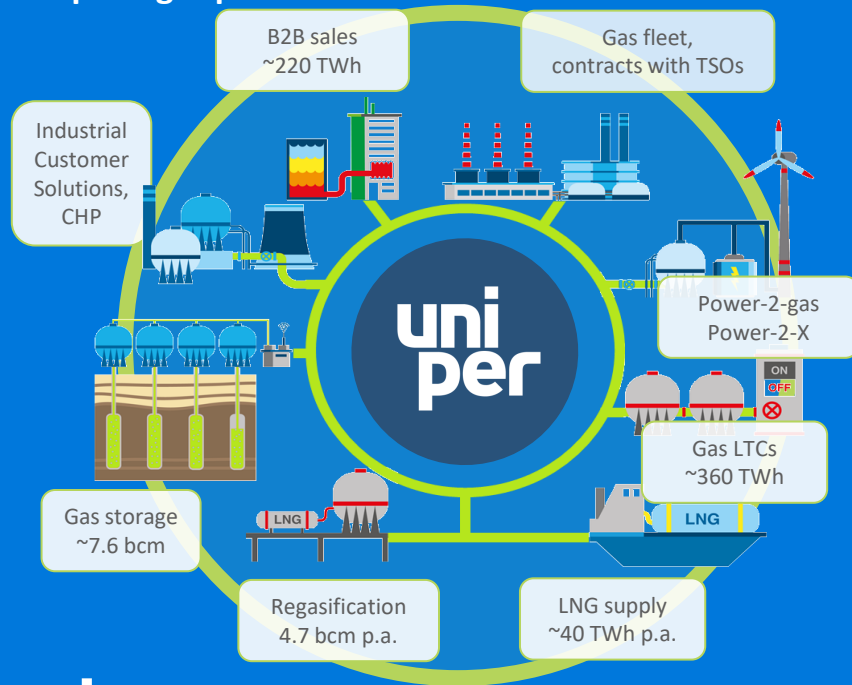 B2B sales
~220 TWh
Gas fleet,
contracts with TSOs
Industrial
Customer
Solutions,
CHP
uni
per
Power-2-gas
Power-2-X
ON
OFF
Gas LTCs
~360 TWh
Gas storage
~7.6 bcm
LNG
LNG
Regasification
4.7 bcm p.a.
LNG supply
~40 TWh p.a.